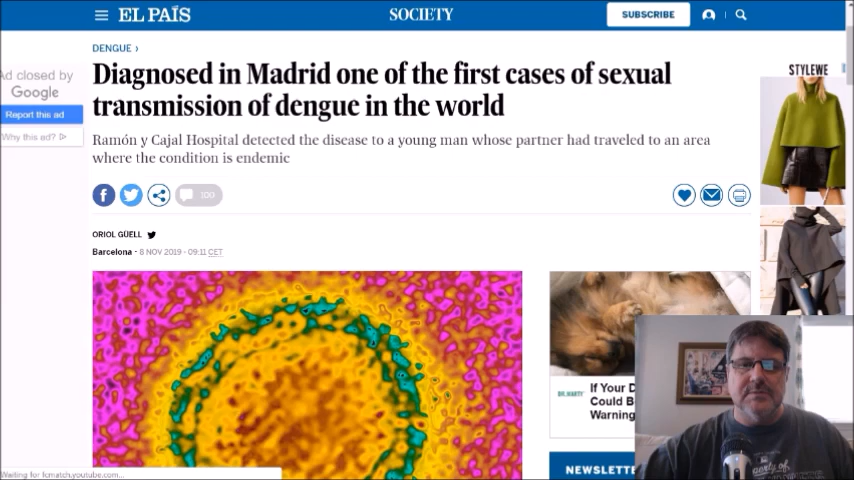 EL PAÍS
SOCIETY
SUBSCRIBE
DENGUE ›
Ad closed by
Google
Report this ad
Why this ad?
Diagnosed in Madrid one of the first cases of sexual
transmission of dengue in the world
Ramón y Cajal Hospital detected the disease to a young man whose partner had traveled to an area
where the condition is endemic
100
ORIOL GÜELL
Barcelona - 8 NOV 2019 - 09:11 CET
STYLEWE
DR. MARTY
If Your D
Could B
Warning
NEWSLETTE
Waiting for fcmatch.youtube.com...